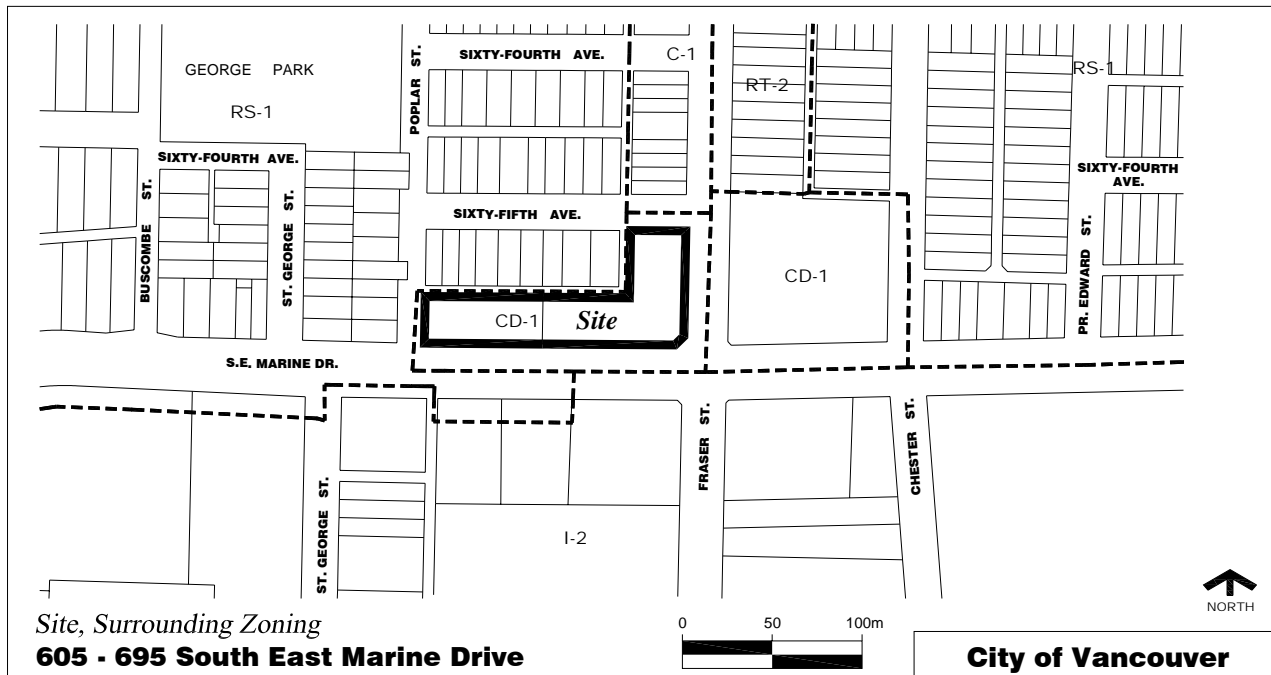 GEORGE PARK
RS-1
POPLAR ST.
SIXTY-FOURTH AVE.
C-1
RT-2
RS-1
SIXTY-FOURTH AVE.
SIXTY-FOURTH
AVE.
BUSCOMBE ST.
ST. GEORGE ST.
SIXTY-FIFTH AVE.
PR. EDWARD ST.
CD-1
CD-1
Site
S.E. MARINE DR.
FRASER ST.
CHESTER ST.
ST. GEORGE ST.
I-2
NORTH
Site, Surrounding Zoning
605 - 695 South East Marine Drive
0 50 100m
City of Vancouver